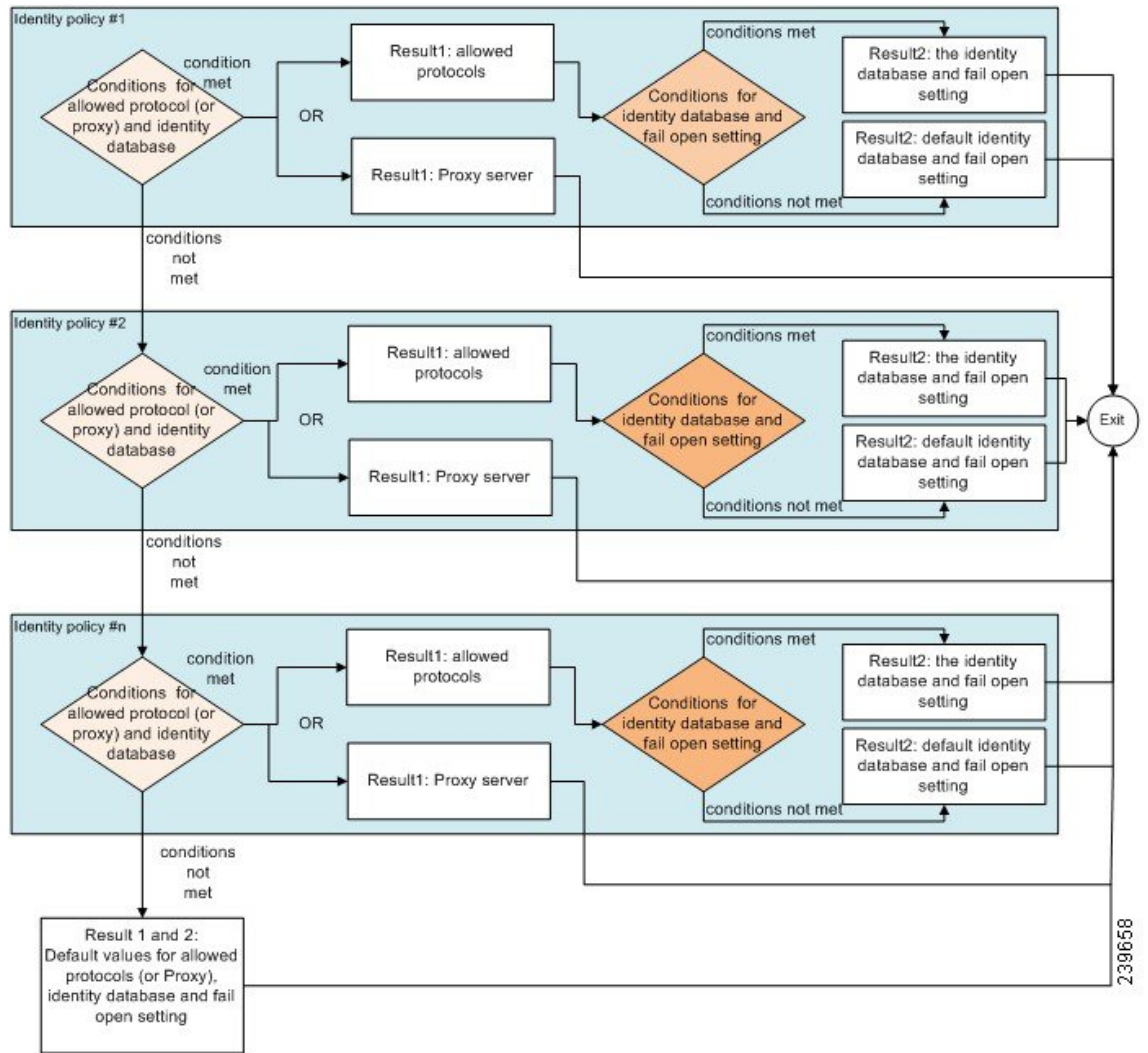 Identity policy #1
condition
met
Conditions for
allowed protocol (or
proxy) and identity
database
OR
Result1: allowed
protocols
Result1: Proxy server
conditions met
Conditions for
identity database and
fail open setting
conditions not met
Result2: the identity
database and fail open
setting
Result2: default identity
database and fail open
setting
conditions
not
met
Identity policy #2
condition
met
Conditions for
allowed protocol (or
proxy) and identity
database
OR
Result1: allowed
protocols
Result1: Proxy server
conditions met
Conditions for
identity database and
fail open setting
conditions not met
Result2: the identity
database and fail open
setting
Result2: default identity
database and fail open
setting
Exit
conditions
not
met
Identity policy #n
condition
met
Conditions for
allowed protocol (or
proxy) and identity
database
OR
Result1: allowed
protocols
Result1: Proxy server
conditions met
Conditions for
identity database and
fail open setting
conditions not met
Result2: the identity
database and fail open
setting
Result2: default identity
database and fail open
setting
conditions
not
met
Result 1 and 2:
Default values for allowed
protocols (or Proxy),
identity database and fail
open setting
239658